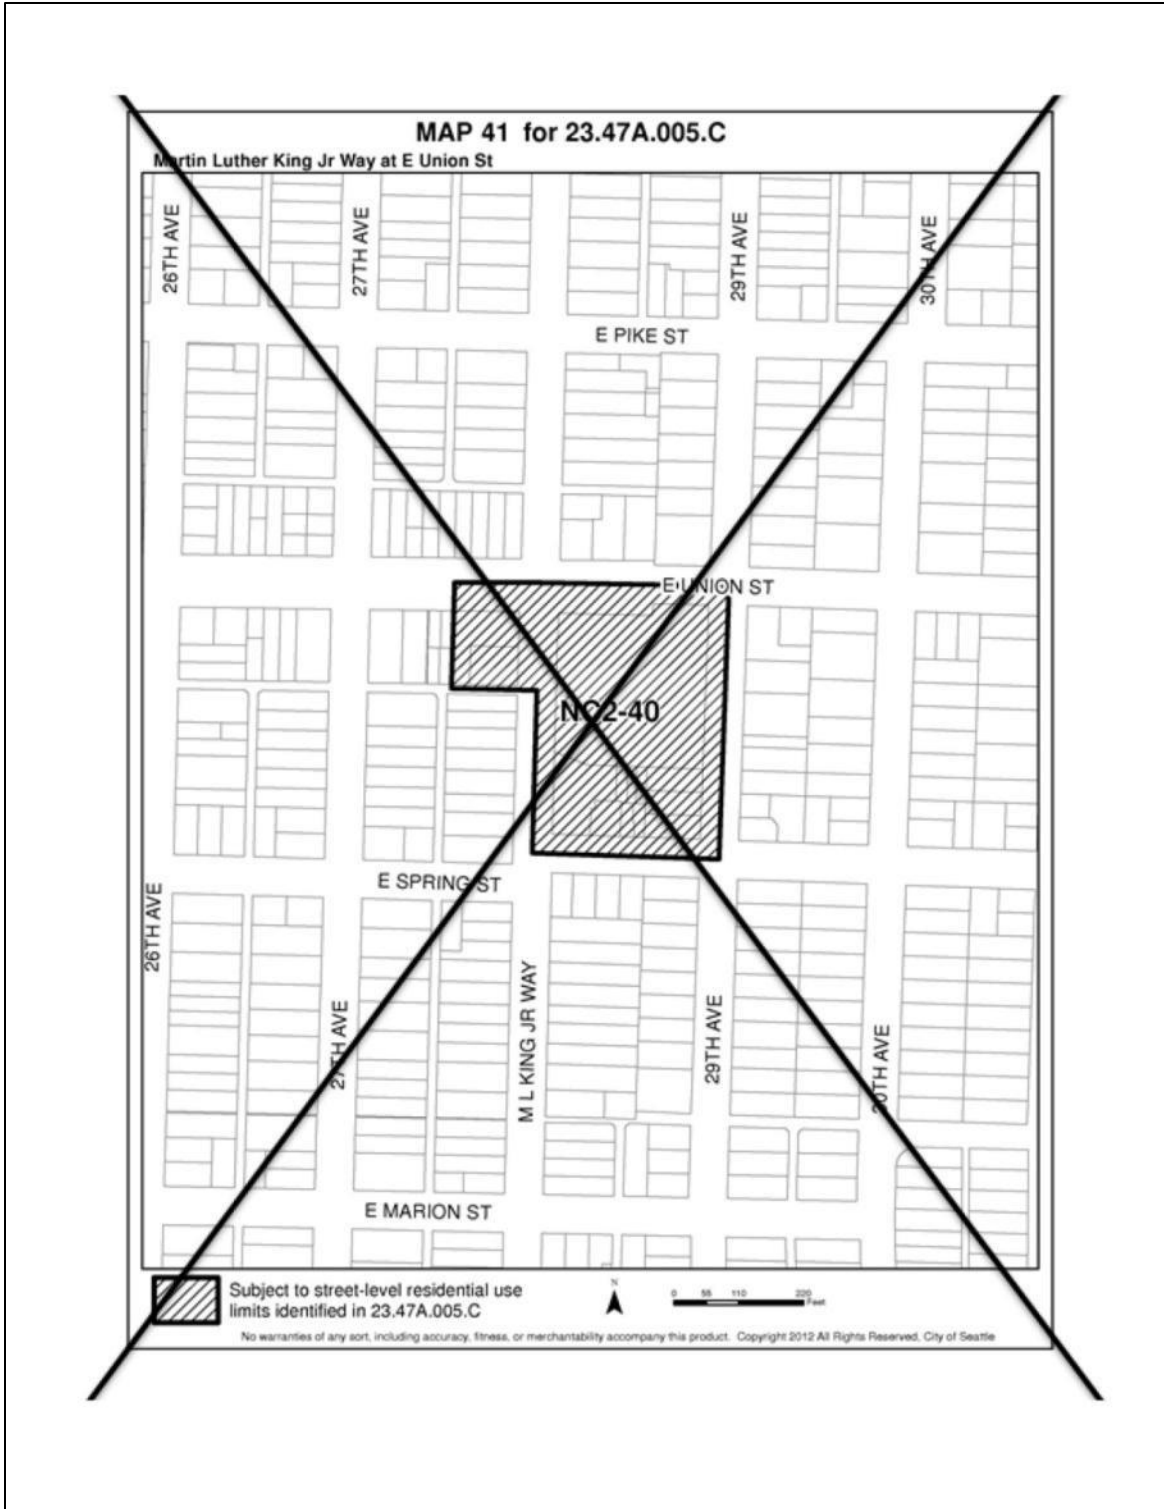 MAP 41 for 23.47A.005.C
Martin Luther King Jr Way at E Union St
26TH AVE
27TH AVE
29TH AVE
30TH AVE
E PIKE ST
E UNION ST
NC2-40
E SPRING ST
26TH AVE
27TH AVE
M L KING JR WAY
29TH AVE
30TH AVE
E MARION ST
Subject to street-level residential use
limits identified in 23.47A.005.C
N
0 55 110 220
Feet
No warranties of any sort, including accuracy, fitness, or merchantability accompany this product. Copyright 2012 All Rights Reserved, City of Seattle